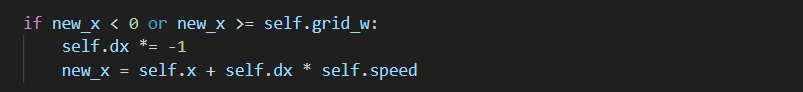 if new_x < 0 or new_x >= self.grid_w:
    self.dx *= -1
    new_x = self.x + self.dx * self.speed